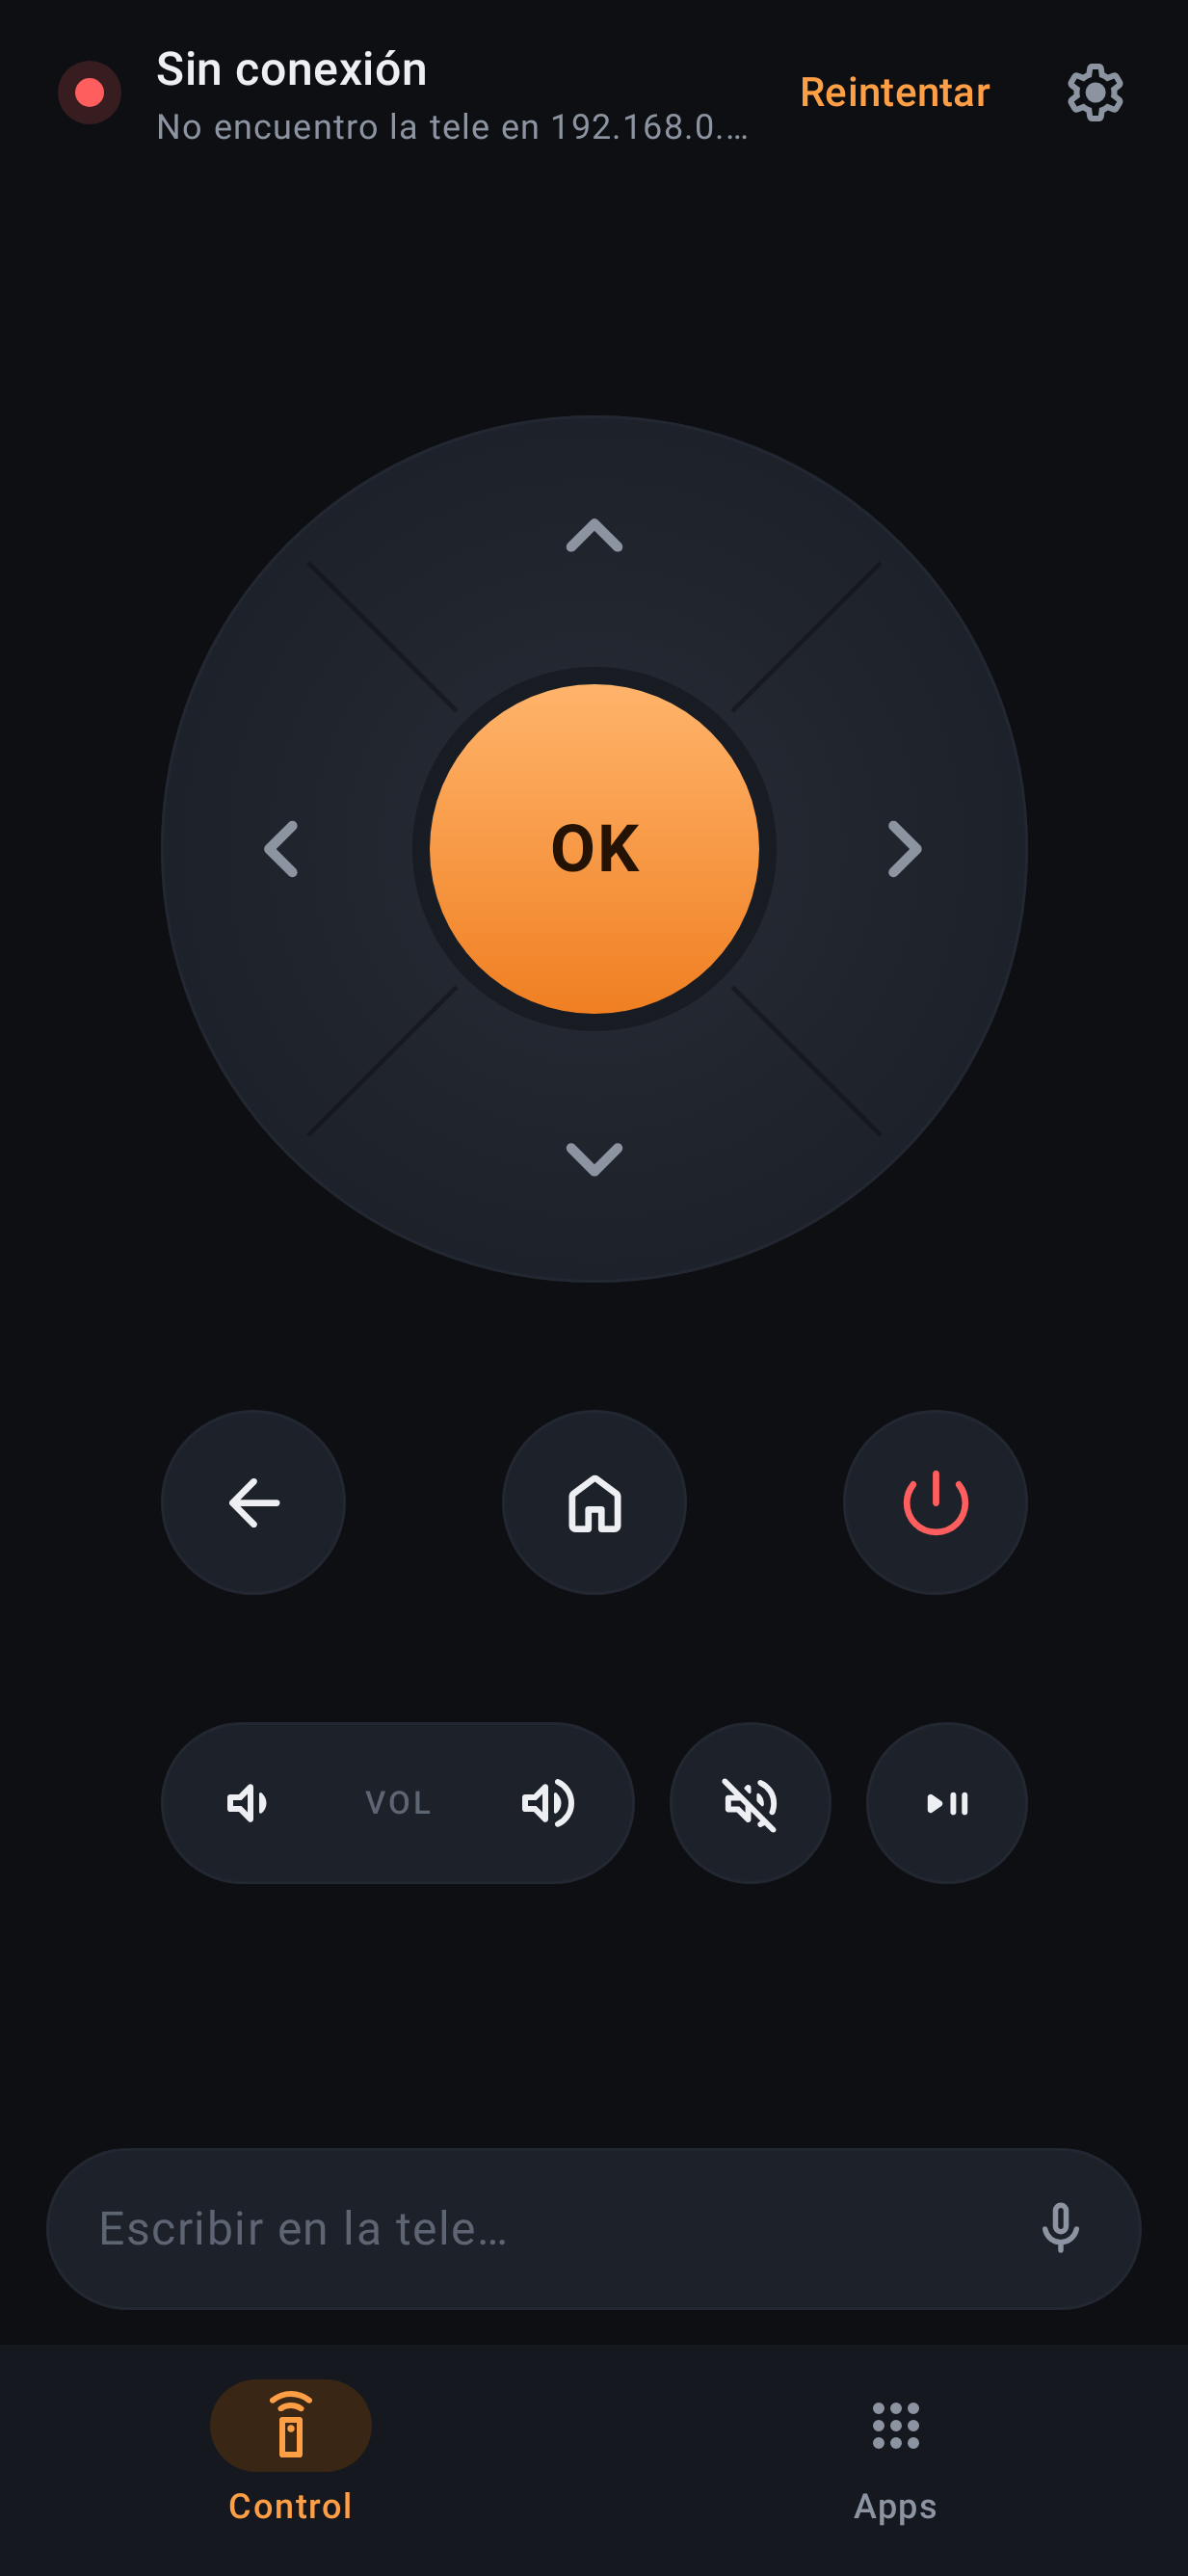 Sin conexión
No encuentro la tele en 192.168.0.…
Reintentar
OK
VOL
Escribir en la tele…
Control
Apps